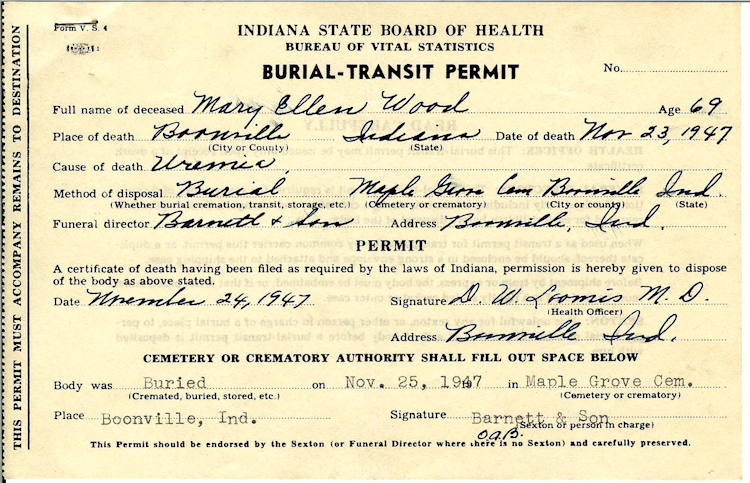 Form V. S. 4
INDIANA STATE BOARD OF HEALTH
BUREAU OF VITAL STATISTICS
BURIAL-TRANSIT PERMIT
No.
Full name of deceased Mary Ellen Wood Age 69
Place of death Boonville Indiana Date of death Nov 23, 1947
(City or County) (State)
Cause of death Uremia
Method of disposal Burial, Maple Grove Cem Boonville Ind.
(Whether burial cremation, transit, storage, etc.) (Cemetery or crematory) (City or county) (State)
Funeral director Barnett & Son Address Boonville, Ind.
PERMIT
A certificate of death having been filed as required by the laws of Indiana, permission is hereby given to dispose
of the body as above stated.
Date November 24, 1947 Signature D. W. Loomis M. D.
(Health Officer)
Address Boonville Ind.
CEMETERY OR CREMATORY AUTHORITY SHALL FILL OUT SPACE BELOW
Body was Buried on Nov. 25, 1947 in Maple Grove Cem.
(Cremated, buried, stored, etc.) (Cemetery or crematory)
Place Boonville, Ind. Signature Barnett & Son
O.A.B. (Sexton or person in charge)
This Permit should be endorsed by the Sexton (or Funeral Director where there is no Sexton) and carefully preserved.
THIS PERMIT MUST ACCOMPANY REMAINS TO DESTINATION